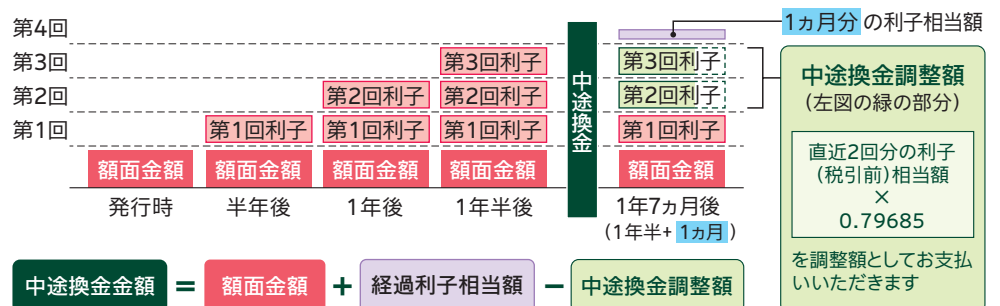 第4回
第3回
第2回
第1回
額面金額
発行時
第1回利子
額面金額
半年後
第2回利子
第1回利子
額面金額
1年後
第3回利子
第2回利子
第1回利子
額面金額
1年半後
中途換金
第3回利子
第2回利子
第1回利子
額面金額
1年7ヵ月後
(1年半+1ヵ月)
1ヵ月分の利子相当額
中途換金調整額
(左図の緑の部分)
直近2回分の利子
(税引前)相当額
×
0.79685
を調整額としてお支払
いいただきます
中途換金金額 = 額面金額 + 経過利子相当額 − 中途換金調整額